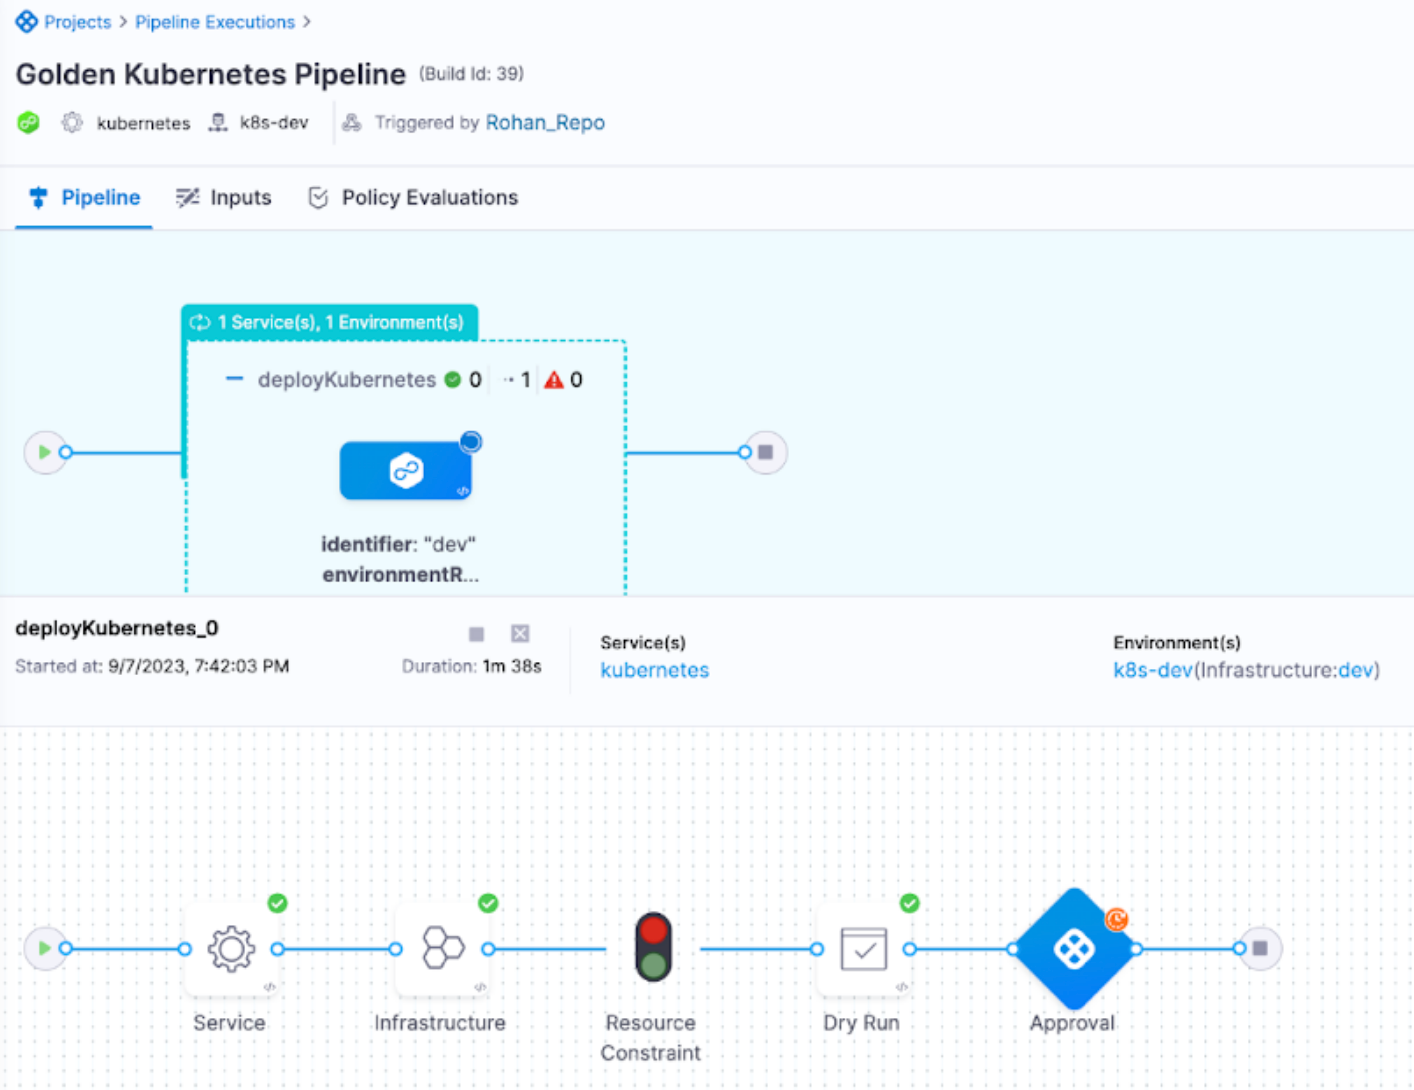 Projects > Pipeline Executions >
Golden Kubernetes Pipeline (Build Id: 39)
kubernetes k8s-dev Triggered by Rohan_Repo
Pipeline Inputs Policy Evaluations
1 Service(s), 1 Environment(s)
deployKubernetes 0 1 0
identifier: "dev"
environmentR...
deployKubernetes_0
Started at: 9/7/2023, 7:42:03 PM Duration: 1m 38s
Service(s)
kubernetes
Environment(s)
k8s-dev(Infrastructure:dev)
Service
Infrastructure
Resource
Constraint
Dry Run
Approval